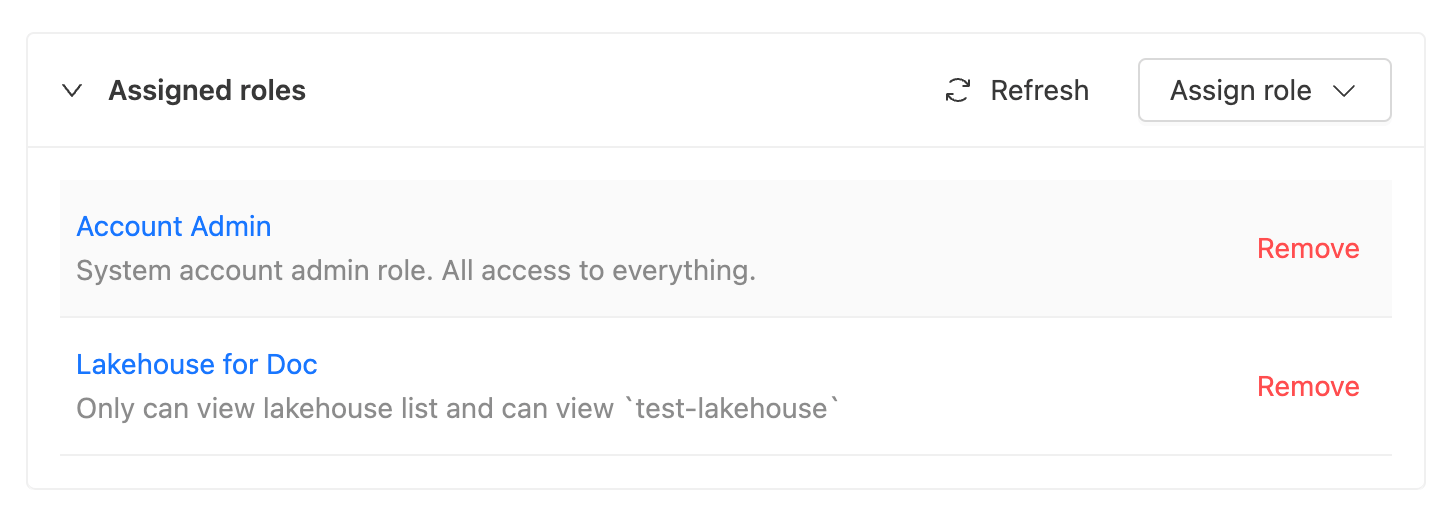 Assigned roles
Refresh
Assign role
Account Admin
System account admin role. All access to everything.
Remove
Lakehouse for Doc
Only can view lakehouse list and can view `test-lakehouse`
Remove